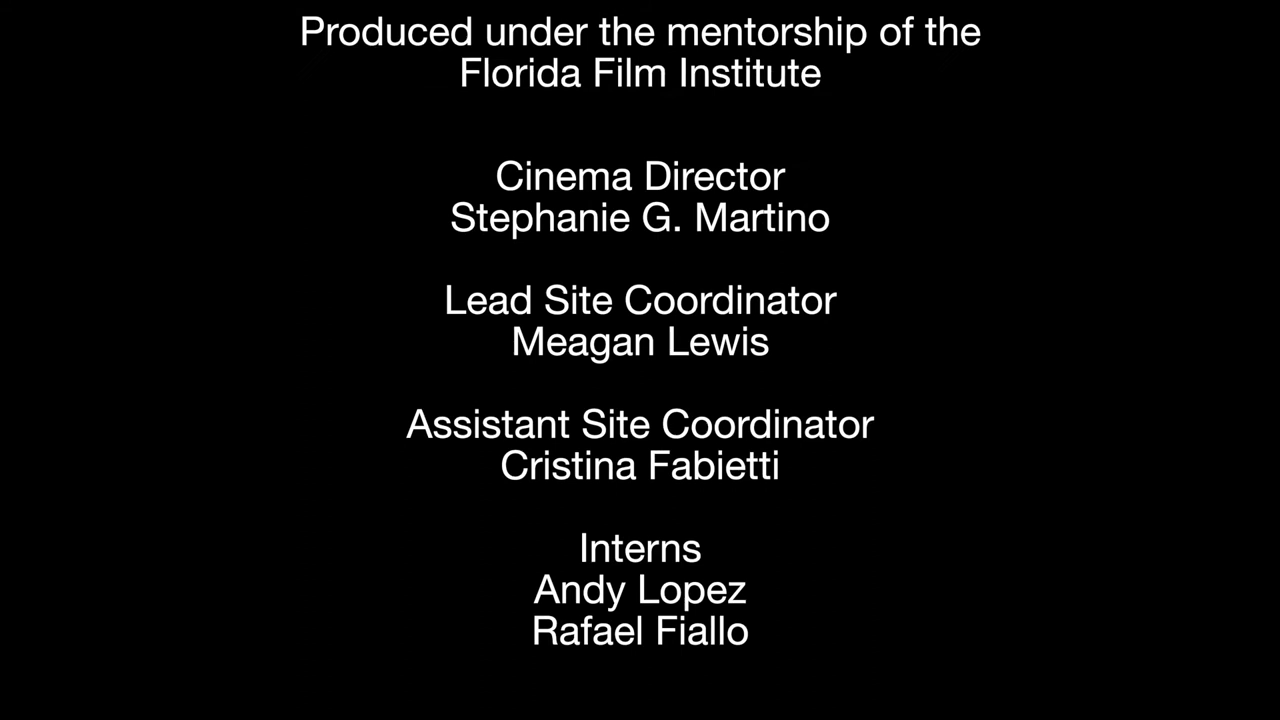 Produced under the mentorship of the
Florida Film Institute
Cinema Director
Stephanie G. Martino
Lead Site Coordinator
Meagan Lewis
Assistant Site Coordinator
Cristina Fabietti
Interns
Andy Lopez
Rafael Fiallo